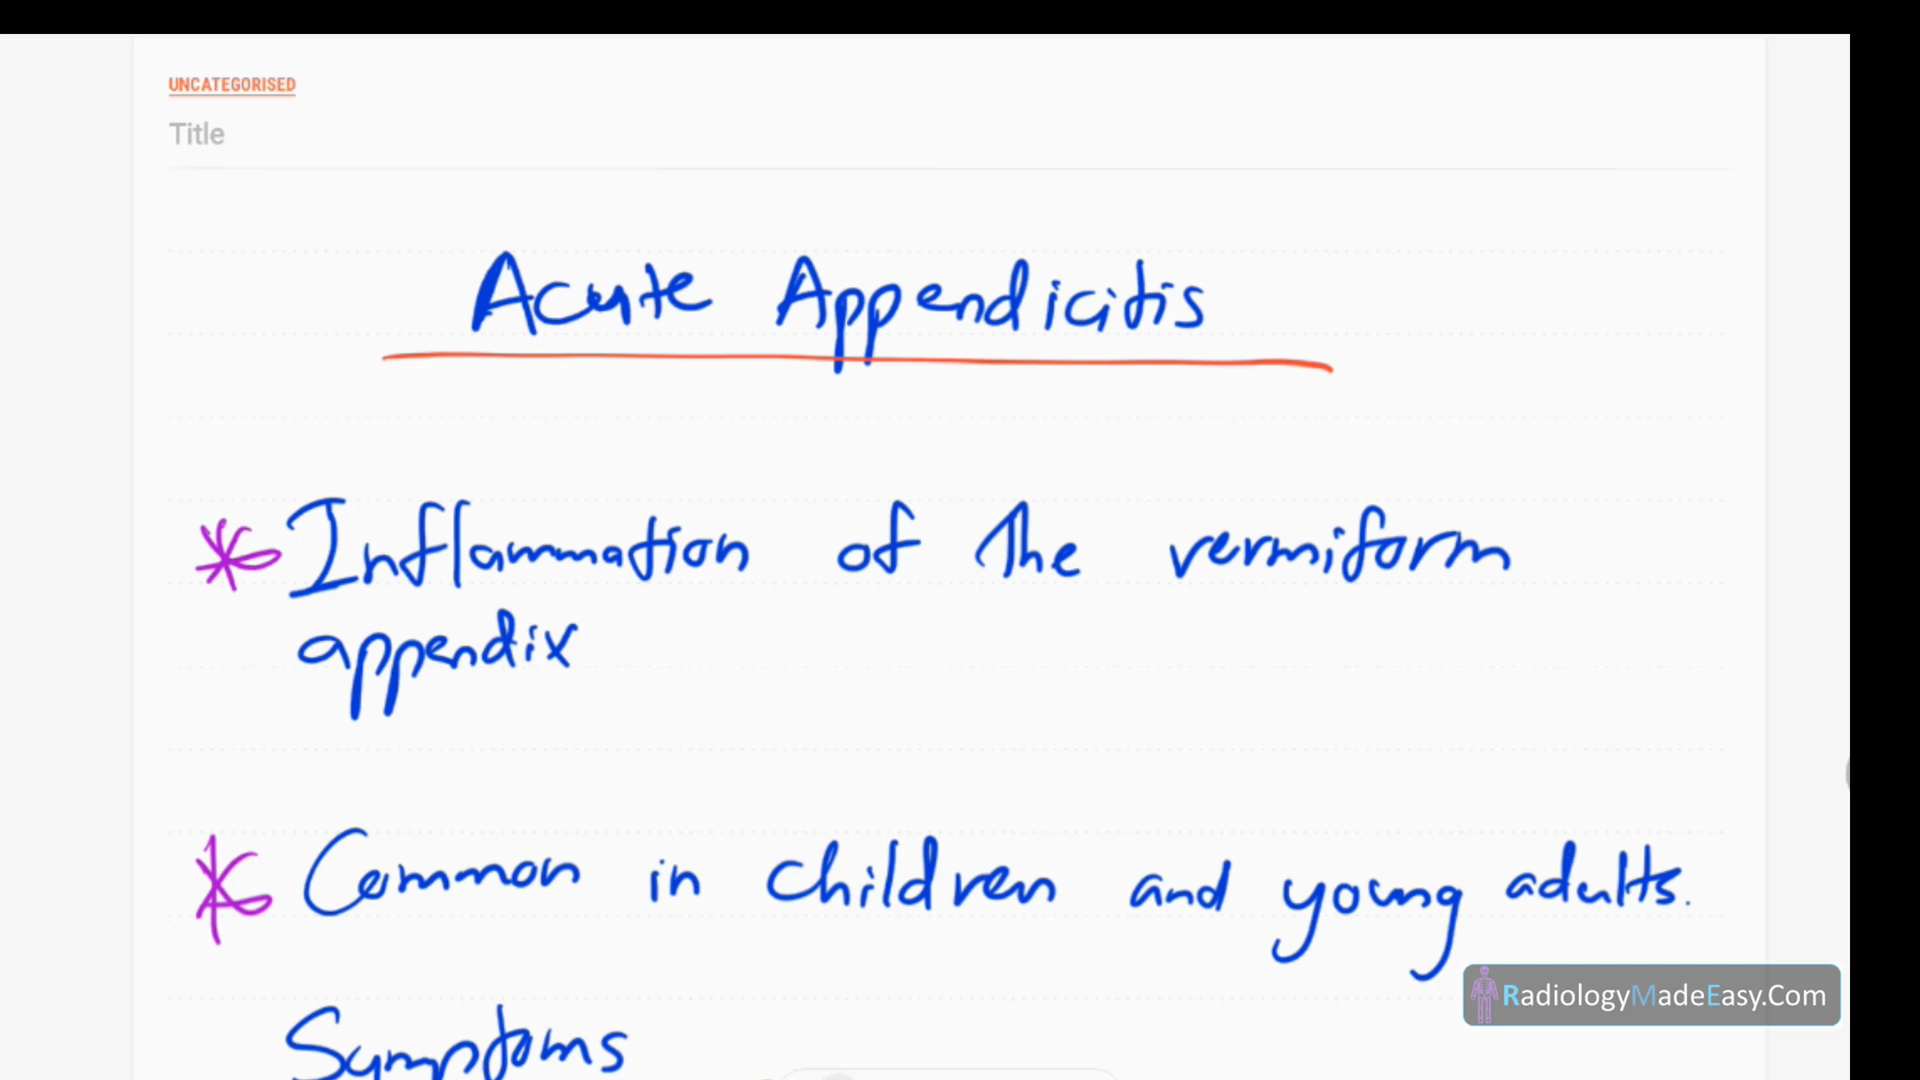 UNCATEGORISED
Title
Acute Appendicitis
* Inflammation of the vermiform
appendix
* Common in children and young adults.
Symptoms
RadiologyMadeEasy.Com